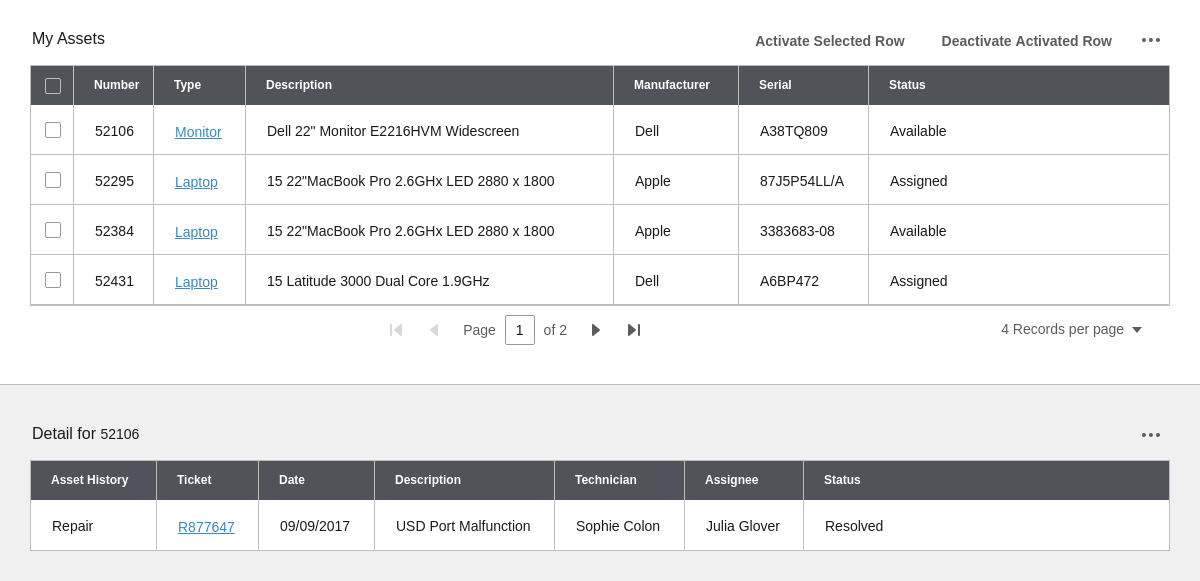 My Assets
Activate Selected Row Deactivate Activated Row
Number Type Description Manufacturer Serial Status
52106 Monitor Dell 22" Monitor E2216HVM Widescreen Dell A38TQ809 Available
52295 Laptop 15 22"MacBook Pro 2.6GHx LED 2880 x 1800 Apple 87J5P54LL/A Assigned
52384 Laptop 15 22"MacBook Pro 2.6GHx LED 2880 x 1800 Apple 3383683-08 Available
52431 Laptop 15 Latitude 3000 Dual Core 1.9GHz Dell A6BP472 Assigned
Page 1 of 2 4 Records per page
Detail for 52106
Asset History Ticket Date Description Technician Assignee Status
Repair R877647 09/09/2017 USD Port Malfunction Sophie Colon Julia Glover Resolved